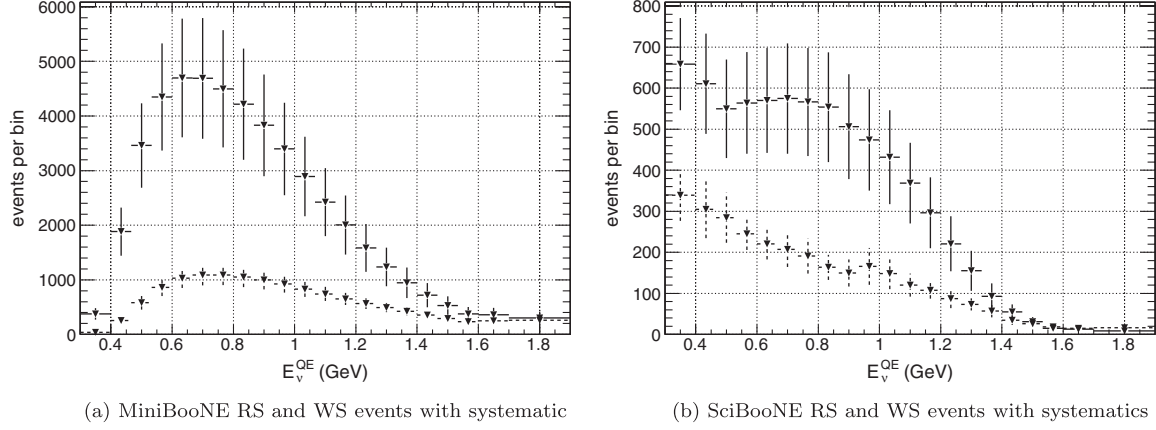 events per bin
6000
5000
4000
3000
2000
1000
0
0.4 0.6 0.8 1 1.2 1.4 1.6 1.8
E_ν^QE (GeV)
(a) MiniBooNE RS and WS events with systematic
events per bin
800
700
600
500
400
300
200
100
0
0.4 0.6 0.8 1 1.2 1.4 1.6 1.8
E_ν^QE (GeV)
(b) SciBooNE RS and WS events with systematics